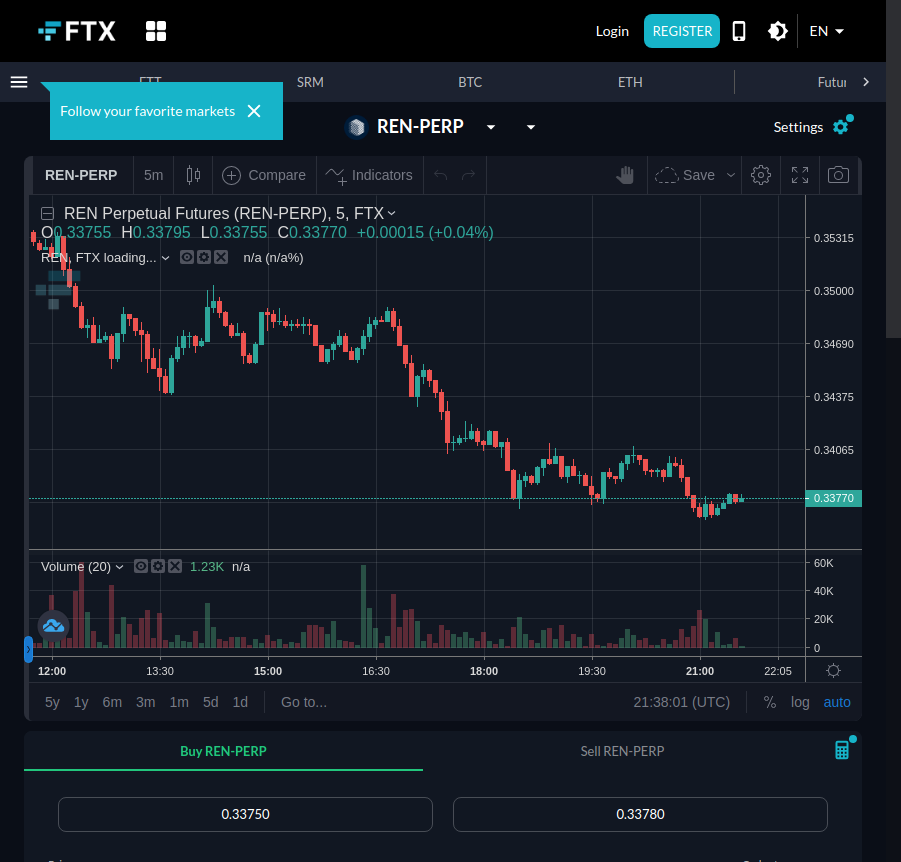 FTX
Login REGISTER EN
SRM BTC ETH Futur
Follow your favorite markets
REN-PERP
Settings
REN-PERP 5m Compare Indicators Save
REN Perpetual Futures (REN-PERP), 5, FTX
O0.33755 H0.33795 L0.33755 C0.33770 +0.00015 (+0.04%)
REN, FTX loading... n/a (n/a%)
0.35315
0.35000
0.34690
0.34375
0.34065
0.33770
Volume (20) 1.23K n/a
60K
40K
20K
0
12:00 13:30 15:00 16:30 18:00 19:30 21:00 22:05
5y 1y 6m 3m 1m 5d 1d Go to... 21:38:01 (UTC) % log auto
Buy REN-PERP Sell REN-PERP
0.33750 0.33780